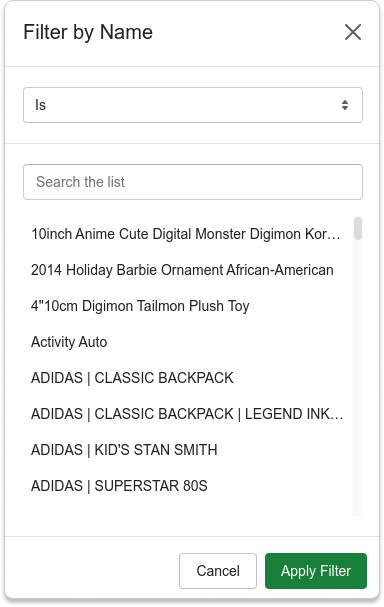 Filter by Name
Is
Search the list
10inch Anime Cute Digital Monster Digimon Kor…
2014 Holiday Barbie Ornament African-American
4"10cm Digimon Tailmon Plush Toy
Activity Auto
ADIDAS | CLASSIC BACKPACK
ADIDAS | CLASSIC BACKPACK | LEGEND INK…
ADIDAS | KID'S STAN SMITH
ADIDAS | SUPERSTAR 80S
Cancel Apply Filter